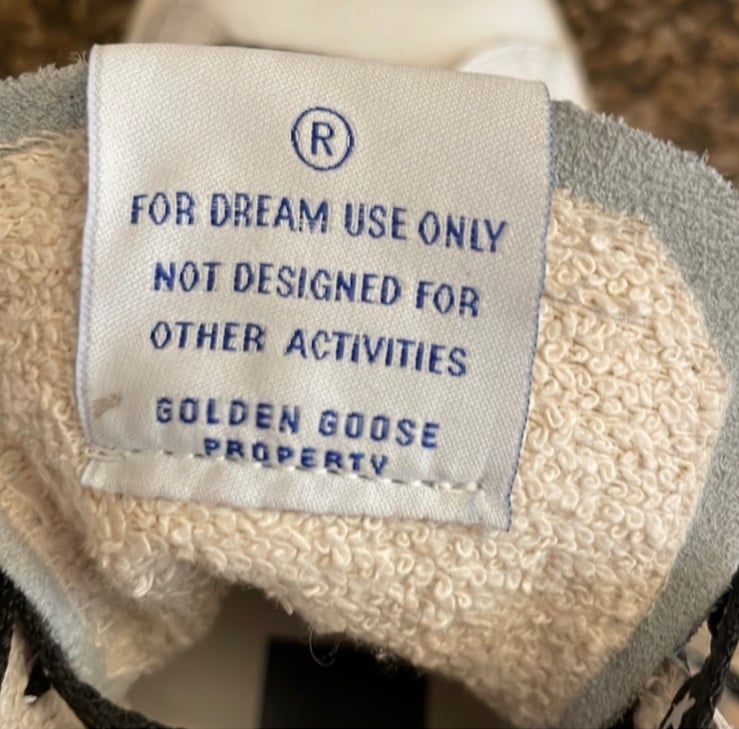 ®
FOR DREAM USE ONLY
NOT DESIGNED FOR
OTHER ACTIVITIES
GOLDEN GOOSE
PROPERTY